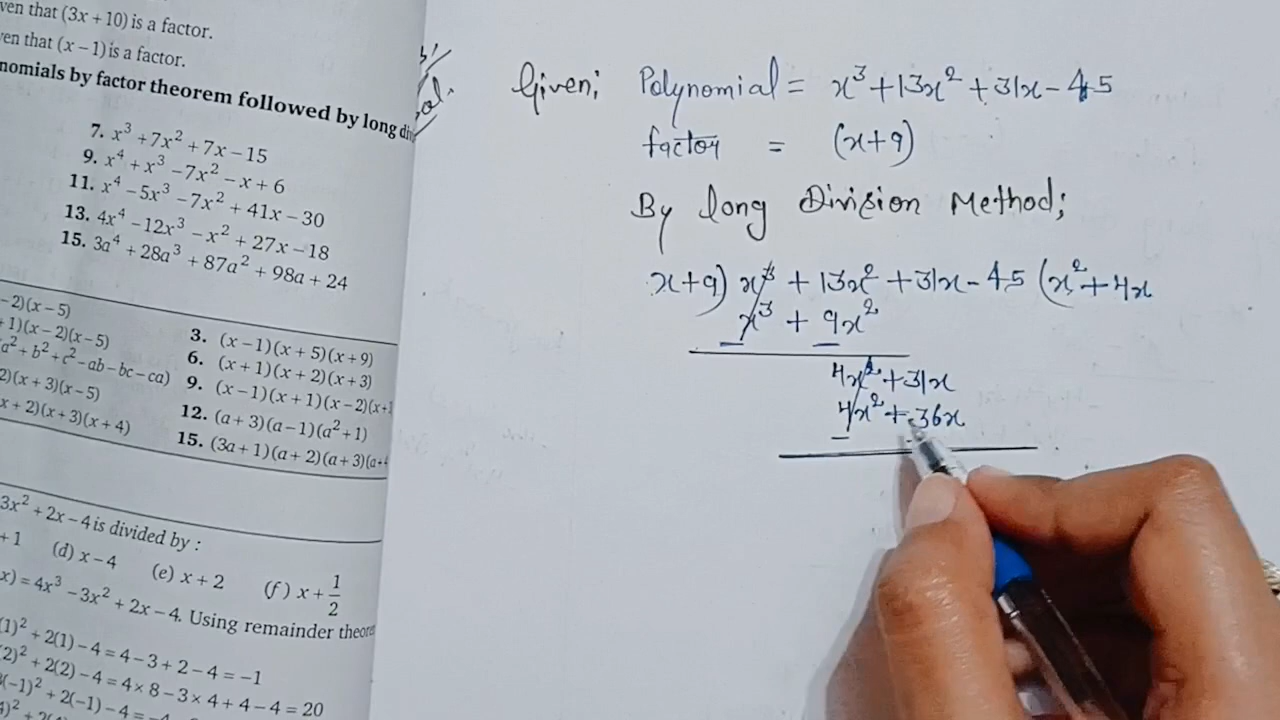 ven that (3x + 10) is a factor.
en that (x – 1) is a factor.
nomials by factor theorem followed by long di
7. x³ + 7x² + 7x – 15
9. x⁴ + x³ – 7x² – x + 6
11. x⁴ – 5x³ – 7x² + 41x – 30
13. 4x⁴ – 12x³ – x² + 27x – 18
15. 3a⁴ + 28a³ + 87a² + 98a + 24
– 2)(x – 5)
+ 1)(x – 2)(x – 5)
a² + b² + c² – ab – bc – ca)
2)(x + 3)(x – 5)
x + 2)(x + 3)(x + 4)
3. (x – 1)(x + 5)(x + 9)
6. (x + 1)(x + 2)(x + 3)
9. (x – 1)(x + 1)(x – 2)(x +
12. (a + 3)(a – 1)(a² + 1)
15. (3a + 1)(a + 2)(a + 3)(a +
3x² + 2x – 4 is divided by :
+ 1 (d) x – 4 (e) x + 2 (f) x + 1/2
x) = 4x³ – 3x² + 2x – 4. Using remainder theore
(1)² + 2(1) – 4 = 4 – 3 + 2 – 4 = –1
2)² + 2(2) – 4 = 4 × 8 – 3 × 4 + 4 – 4 = 20
(–1)² + 2(–1) – 4 =
Given; Polynomial = x³ + 13x² + 31x – 45
factor = (x+9)
By long Division Method;
x+9) x³ + 13x² + 31x – 45 (x² + 4x
x³ + 9x²
4x² + 31x
4x² + 36x